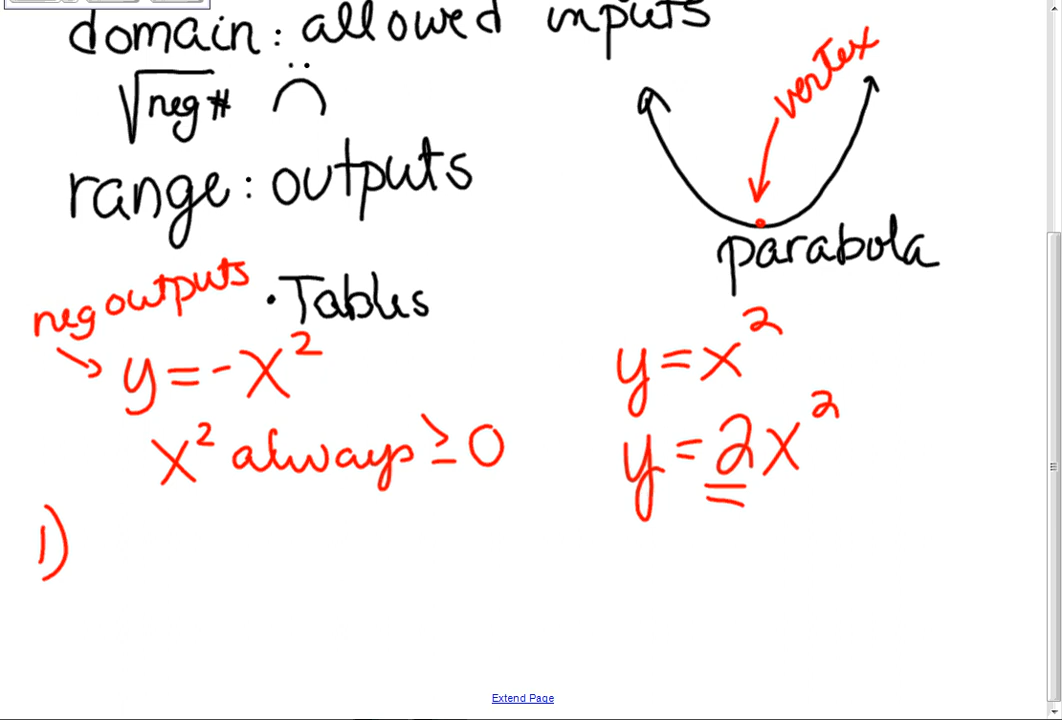 domain: allowed inputs
√neg#
range: outputs
vertex
parabola
neg outputs
• Tables
y = -x²
x² always ≥ 0
y = x²
y = 2x²
1)
Extend Page